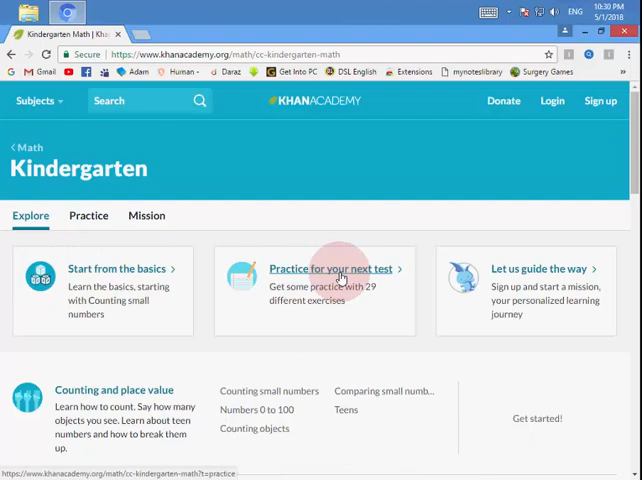 ENG
10:30 PM
5/1/2018
Kindergarten Math | Kha
Secure
https://www.khanacademy.org/math/cc-kindergarten-math
G
M Gmail
Adam
Human -
Daraz
Get Into PC
DSL English
Extensions
mynoteslibrary
Surgery Games
Subjects
Search
KHANACADEMY
Donate
Login
Sign up
< Math
Kindergarten
Explore
Practice
Mission
Start from the basics >
Learn the basics, starting
with Counting small
numbers
Practice for your next test >
Get some practice with 29
different exercises
Let us guide the way >
Sign up and start a mission,
your personalized learning
journey
Counting and place value
Learn how to count. Say how many
objects you see. Learn about teen
numbers and how to break them
up.
Counting small numbers
Numbers 0 to 100
Counting objects
Comparing small numb...
Teens
Get started!
https://www.khanacademy.org/math/cc-kindergarten-math?t=practice